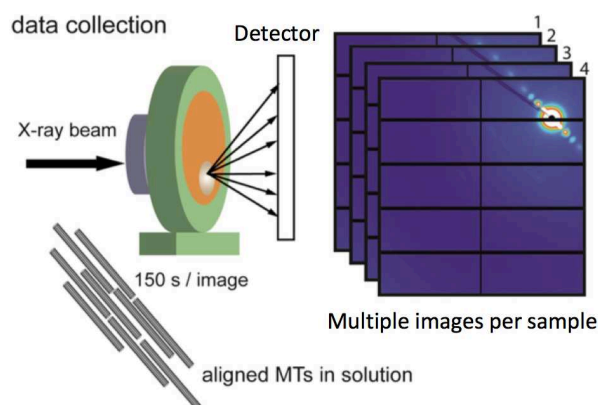 data collection
Detector
1
2
3
4
X-ray beam
150 s / image
Multiple images per sample
aligned MTs in solution